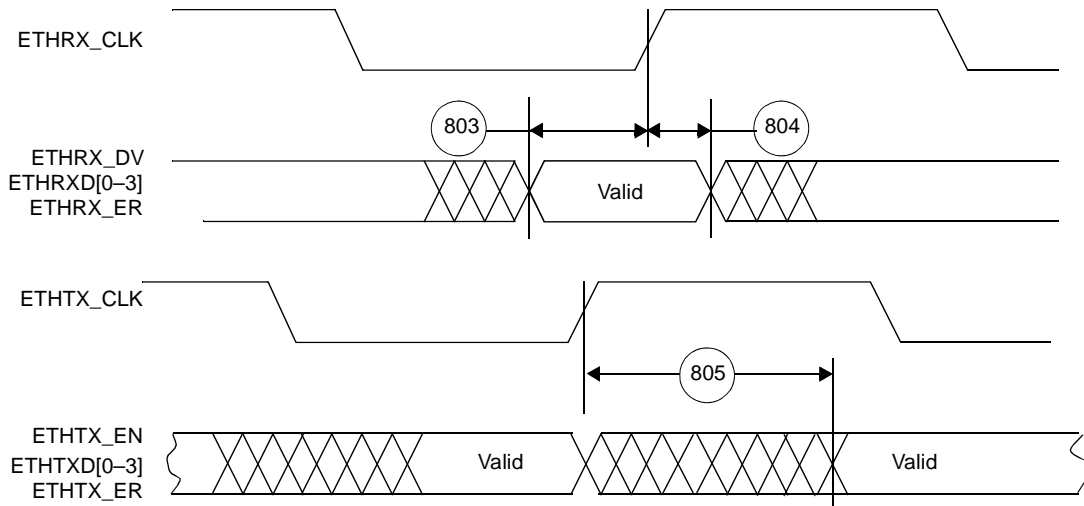 ETHRX_CLK
803
804
ETHRX_DV
ETHRXD[0–3]
ETHRX_ER
Valid
ETHTX_CLK
805
ETHTX_EN
ETHTXD[0–3]
ETHTX_ER
Valid
Valid